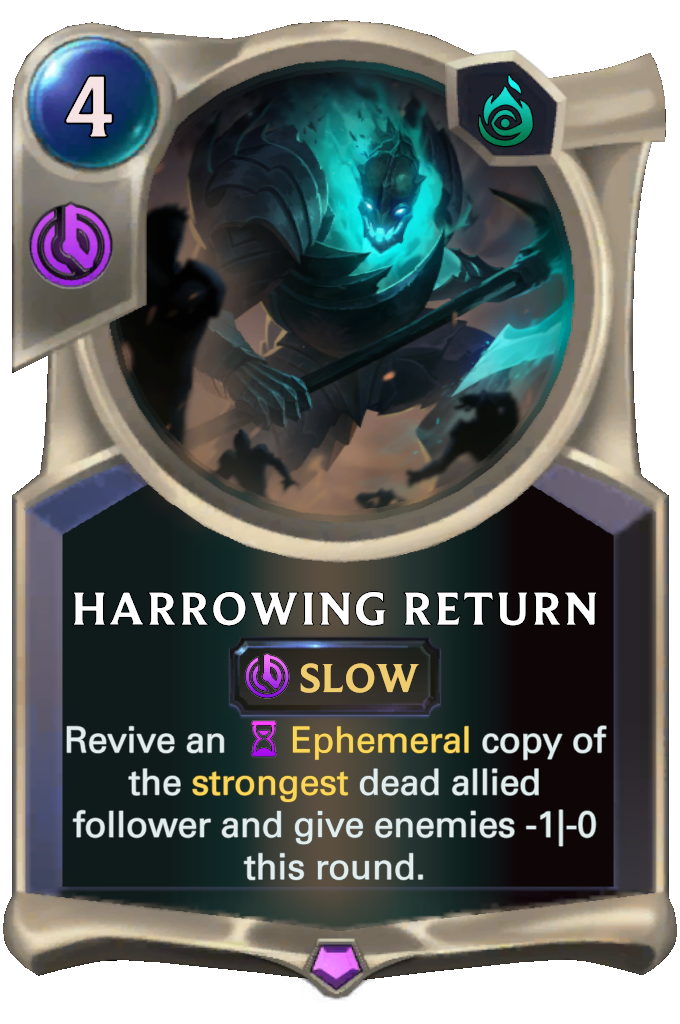 4
HARROWING RETURN
SLOW
Revive an Ephemeral copy of
the strongest dead allied
follower and give enemies -1|-0
this round.